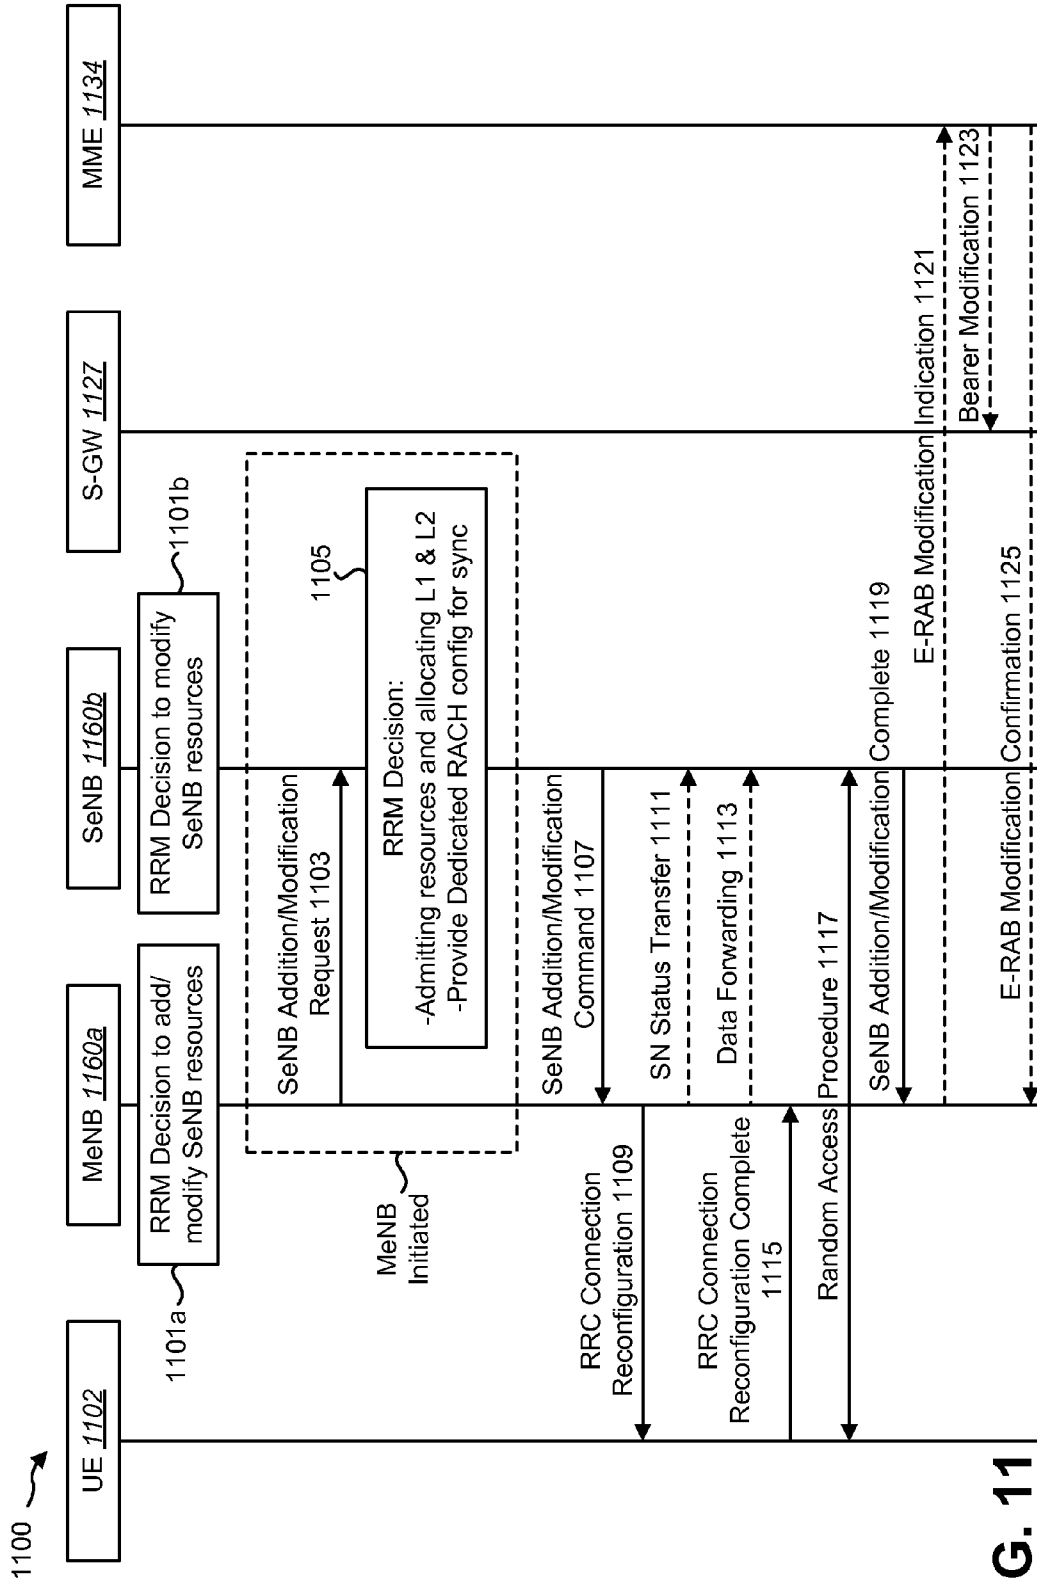 1100
UE 1102
MeNB 1160a
SeNB 1160b
S-GW 1127
MME 1134
1101a
RRM Decision to add/
modify SeNB resources
RRM Decision to modify
SeNB resources
1101b
SeNB Addition/Modification
Request 1103
MeNB
Initiated
1105
RRM Decision:
-Admitting resources and allocating L1 & L2
-Provide Dedicated RACH config for sync
SeNB Addition/Modification
Command 1107
RRC Connection
Reconfiguration 1109
SN Status Transfer 1111
Data Forwarding 1113
RRC Connection
Reconfiguration Complete
1115
Random Access Procedure 1117
SeNB Addition/Modification Complete 1119
E-RAB Modification Indication 1121
Bearer Modification 1123
E-RAB Modification Confirmation 1125
G. 11